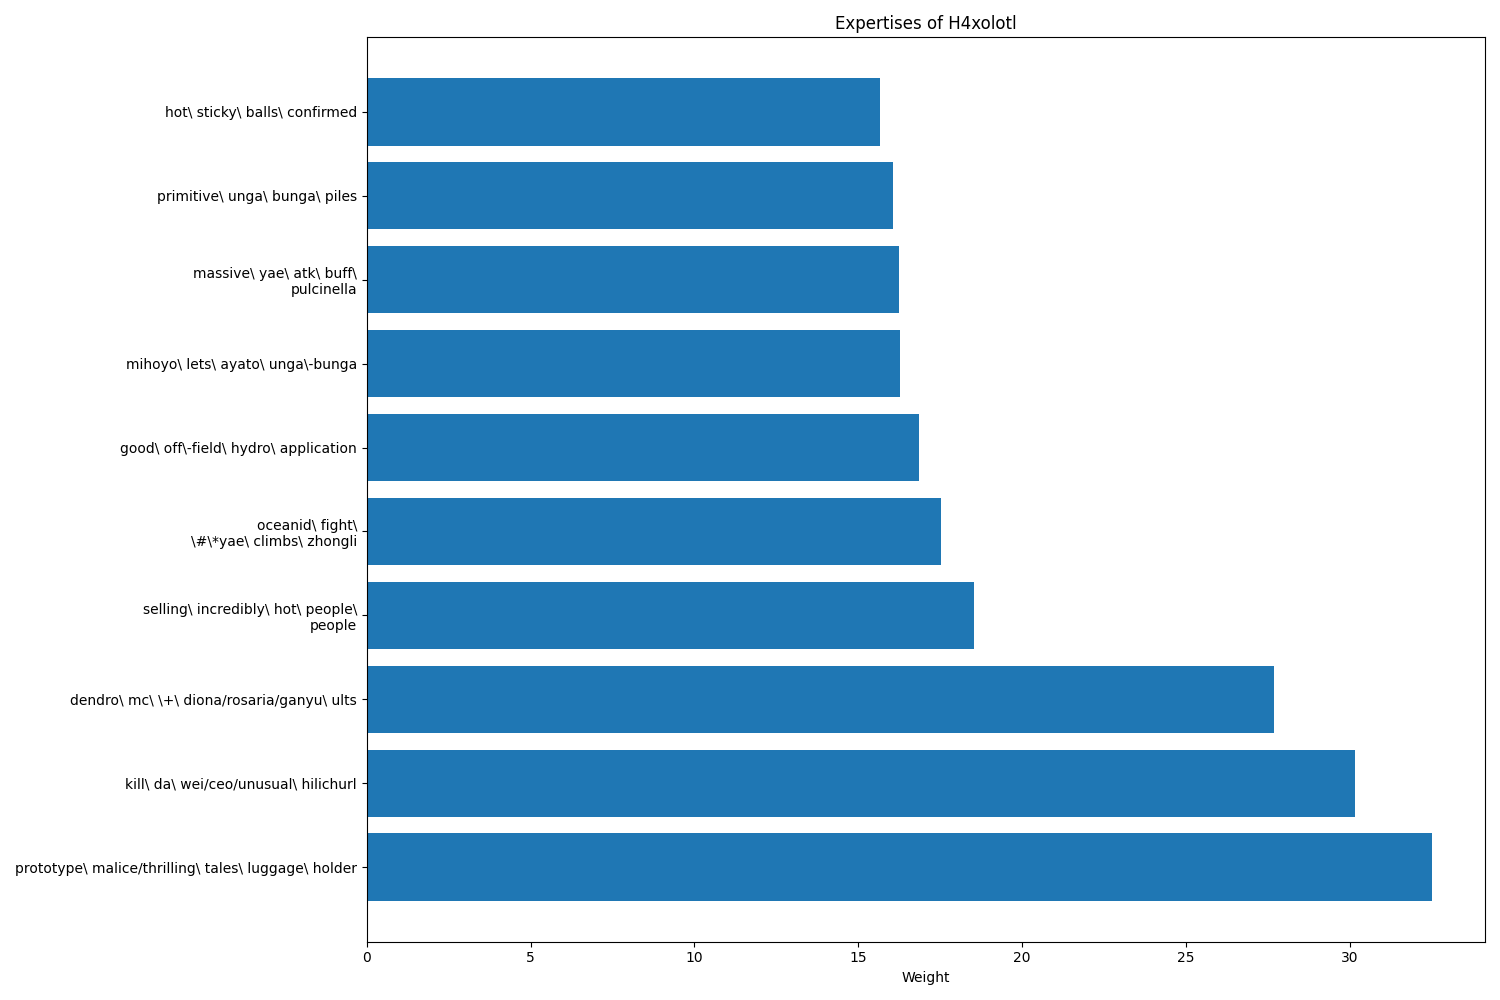 Expertises of H4xolotl
hot\ sticky\ balls\ confirmed
primitive\ unga\ bunga\ piles
massive\ yae\ atk\ buff\
pulcinella
mihoyo\ lets\ ayato\ unga\-bunga
good\ off\-field\ hydro\ application
oceanid\ fight\
\#\*yae\ climbs\ zhongli
selling\ incredibly\ hot\ people\
people
dendro\ mc\ \+\ diona/rosaria/ganyu\ ults
kill\ da\ wei/ceo/unusual\ hilichurl
prototype\ malice/thrilling\ tales\ luggage\ holder
0 5 10 15 20 25 30
Weight